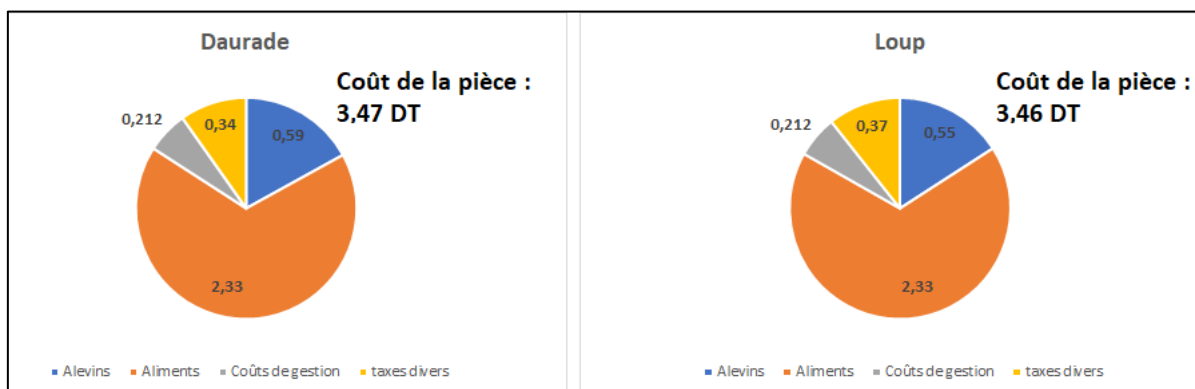 Daurade
Coût de la pièce :
3,47 DT
0,212
0,34
0,59
2,33
Alevins Aliments Coûts de gestion taxes divers
Loup
Coût de la pièce :
3,46 DT
0,212
0,37
0,55
2,33
Alevins Aliments Coûts de gestion taxes divers